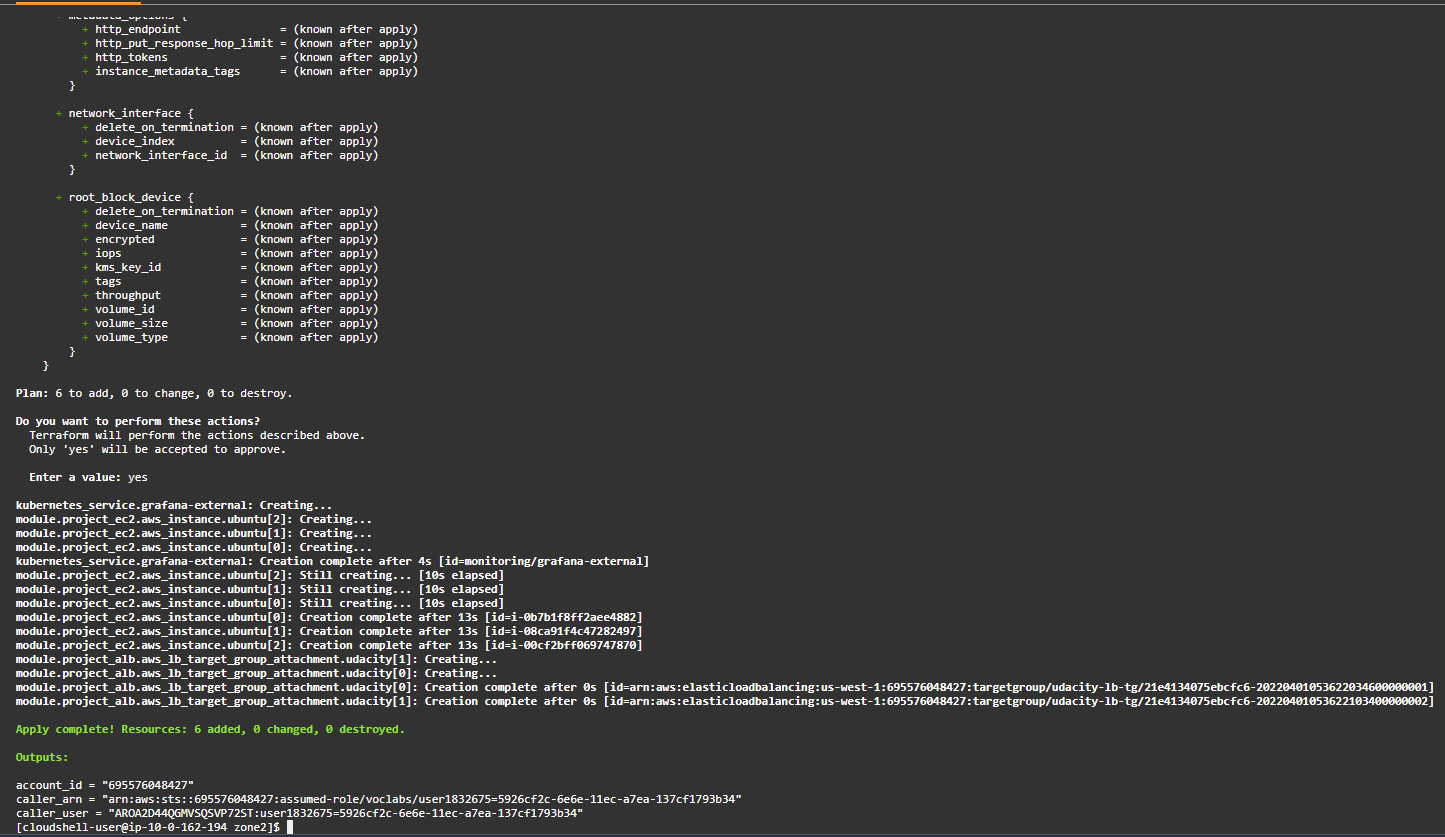 metadata_options {
+ http_endpoint = (known after apply)
+ http_put_response_hop_limit = (known after apply)
+ http_tokens = (known after apply)
+ instance_metadata_tags = (known after apply)
}
+ network_interface {
+ delete_on_termination = (known after apply)
+ device_index = (known after apply)
+ network_interface_id = (known after apply)
}
+ root_block_device {
+ delete_on_termination = (known after apply)
+ device_name = (known after apply)
+ encrypted = (known after apply)
+ iops = (known after apply)
+ kms_key_id = (known after apply)
+ tags = (known after apply)
+ throughput = (known after apply)
+ volume_id = (known after apply)
+ volume_size = (known after apply)
+ volume_type = (known after apply)
}
}
Plan: 6 to add, 0 to change, 0 to destroy.
Do you want to perform these actions?
Terraform will perform the actions described above.
Only 'yes' will be accepted to approve.
Enter a value: yes
kubernetes_service.grafana-external: Creating...
module.project_ec2.aws_instance.ubuntu[2]: Creating...
module.project_ec2.aws_instance.ubuntu[1]: Creating...
module.project_ec2.aws_instance.ubuntu[0]: Creating...
kubernetes_service.grafana-external: Creation complete after 4s [id=monitoring/grafana-external]
module.project_ec2.aws_instance.ubuntu[2]: Still creating... [10s elapsed]
module.project_ec2.aws_instance.ubuntu[1]: Still creating... [10s elapsed]
module.project_ec2.aws_instance.ubuntu[0]: Still creating... [10s elapsed]
module.project_ec2.aws_instance.ubuntu[0]: Creation complete after 13s [id=i-0b7b1f8ff2aee4882]
module.project_ec2.aws_instance.ubuntu[1]: Creation complete after 13s [id=i-08ca91f4c47282497]
module.project_ec2.aws_instance.ubuntu[2]: Creation complete after 13s [id=i-00cf2bff069747870]
module.project_alb.aws_lb_target_group_attachment.udacity[1]: Creating...
module.project_alb.aws_lb_target_group_attachment.udacity[0]: Creating...
module.project_alb.aws_lb_target_group_attachment.udacity[0]: Creation complete after 0s [id=arn:aws:elasticloadbalancing:us-west-1:695576048427:targetgroup/udacity-lb-tg/21e4134075ebcfc6-20220401053622034600000001]
module.project_alb.aws_lb_target_group_attachment.udacity[1]: Creation complete after 0s [id=arn:aws:elasticloadbalancing:us-west-1:695576048427:targetgroup/udacity-lb-tg/21e4134075ebcfc6-20220401053622103400000002]
Apply complete! Resources: 6 added, 0 changed, 0 destroyed.
Outputs:
account_id = "695576048427"
caller_arn = "arn:aws:sts::695576048427:assumed-role/voclabs/user1832675=5926cf2c-6e6e-11ec-a7ea-137cf1793b34"
caller_user = "AROA2D44QGMVSQSVP72ST:user1832675=5926cf2c-6e6e-11ec-a7ea-137cf1793b34"
[cloudshell-user@ip-10-0-162-194 zone2]$